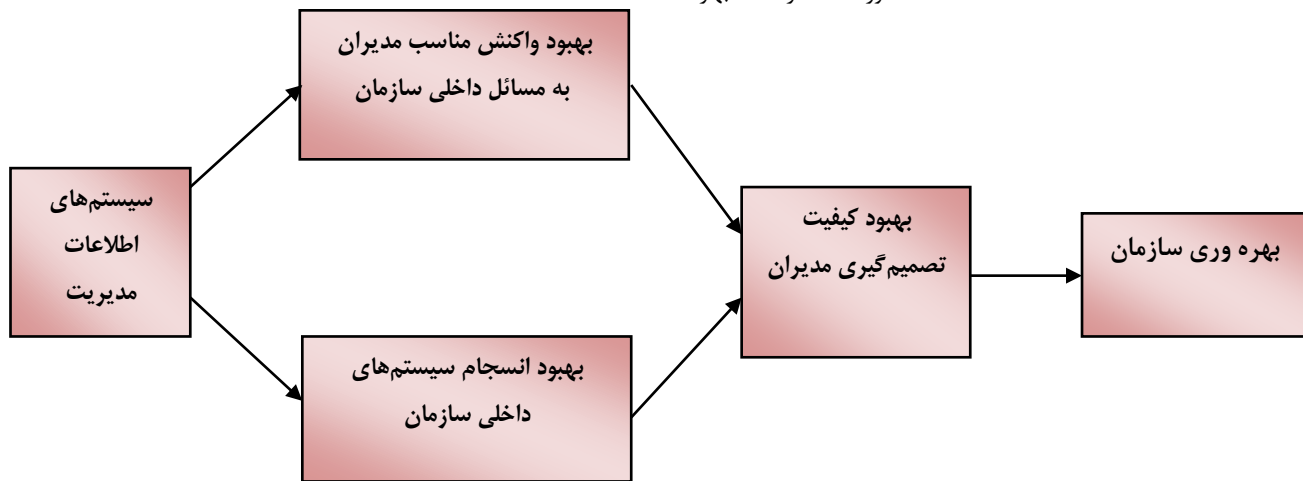 بهبود واکنش مناسب مدیران
به مسائل داخلی سازمان
سیستم‌های
اطلاعات
مدیریت
بهبود کیفیت
تصمیم‌گیری مدیران
بهره وری سازمان
بهبود انسجام سیستم‌های
داخلی سازمان